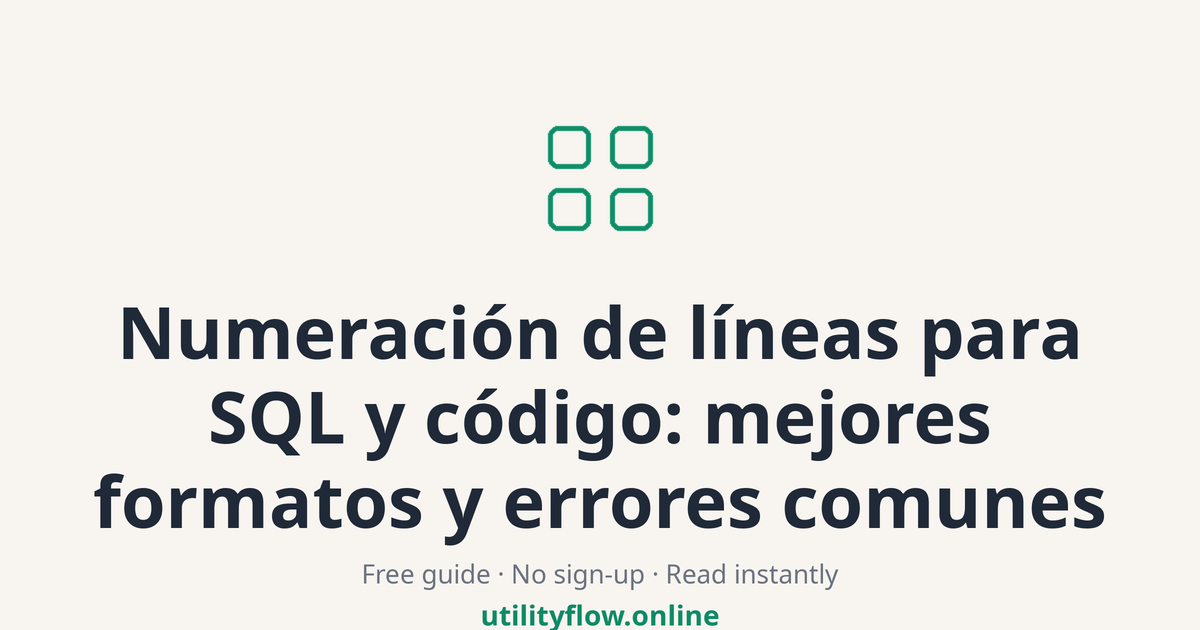 Numeración de líneas para
SQL y código: mejores
formatos y errores comunes
Free guide · No sign-up · Read instantly
utilityflow.online